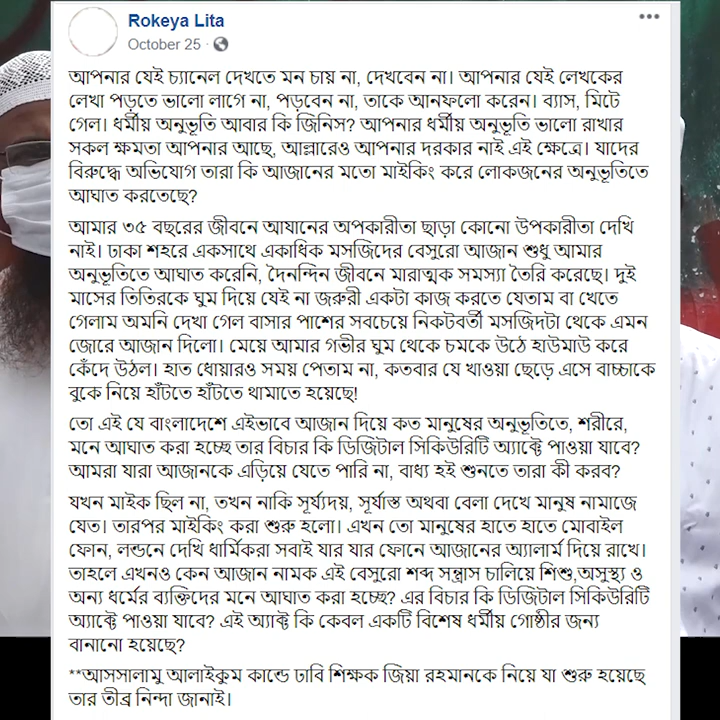 Rokeya Lita
October 25 ·
আপনার যেই চ্যানেল দেখতে মন চায় না, দেখবেন না। আপনার যেই লেখকের
লেখা পড়তে ভালো লাগে না, পড়বেন না, তাকে আনফলো করেন। ব্যাস, মিটে
গেল। ধর্মীয় অনুভূতি আবার কি জিনিস? আপনার ধর্মীয় অনুভূতি ভালো রাখার
সকল ক্ষমতা আপনার আছে, আল্লারেও আপনার দরকার নাই এই ক্ষেত্রে। যাদের
বিরুদ্ধে অভিযোগ তারা কি আজানের মতো মাইকিং করে লোকজনের অনুভূতিতে
আঘাত করতেছে?
আমার ৩৫ বছরের জীবনে আযানের অপকারীতা ছাড়া কোনো উপকারীতা দেখি
নাই। ঢাকা শহরে একসাথে একাধিক মসজিদের বেসুরো আজান শুধু আমার
অনুভূতিতে আঘাত করেনি, দৈনন্দিন জীবনে মারাত্মক সমস্যা তৈরি করেছে। দুই
মাসের তিতিরকে ঘুম দিয়ে যেই না জরুরী একটা কাজ করতে যেতাম বা খেতে
গেলাম অমনি দেখা গেল বাসার পাশের সবচেয়ে নিকটবর্তী মসজিদটা থেকে এমন
জোরে আজান দিলো। মেয়ে আমার গভীর ঘুম থেকে চমকে উঠে হাউমাউ করে
কেঁদে উঠল। হাত ধোয়ারও সময় পেতাম না, কতবার যে খাওয়া ছেড়ে এসে বাচ্চাকে
বুকে নিয়ে হাঁটতে হাঁটতে থামাতে হয়েছে!
তো এই যে বাংলাদেশে এইভাবে আজান দিয়ে কত মানুষের অনুভূতিতে, শরীরে,
মনে আঘাত করা হচ্ছে তার বিচার কি ডিজিটাল সিকিউরিটি অ্যাক্টে পাওয়া যাবে?
আমরা যারা আজানকে এড়িয়ে যেতে পারি না, বাধ্য হই শুনতে তারা কী করব?
যখন মাইক ছিল না, তখন নাকি সূর্য্যদয়, সূর্যাস্ত অথবা বেলা দেখে মানুষ নামাজে
যেত। তারপর মাইকিং করা শুরু হলো। এখন তো মানুষের হাতে হাতে মোবাইল
ফোন, লন্ডনে দেখি ধার্মিকরা সবাই যার যার ফোনে আজানের অ্যালার্ম দিয়ে রাখে।
তাহলে এখনও কেন আজান নামক এই বেসুরো শব্দ সন্ত্রাস চালিয়ে শিশু,অসুস্থ্য ও
অন্য ধর্মের ব্যক্তিদের মনে আঘাত করা হচ্ছে? এর বিচার কি ডিজিটাল সিকিউরিটি
অ্যাক্টে পাওয়া যাবে? এই অ্যাক্ট কি কেবল একটি বিশেষ ধর্মীয় গোষ্ঠীর জন্য
বানানো হয়েছে?
**আসসালামু আলাইকুম কান্ডে ঢাবি শিক্ষক জিয়া রহমানকে নিয়ে যা শুরু হয়েছে
তার তীব্র নিন্দা জানাই।